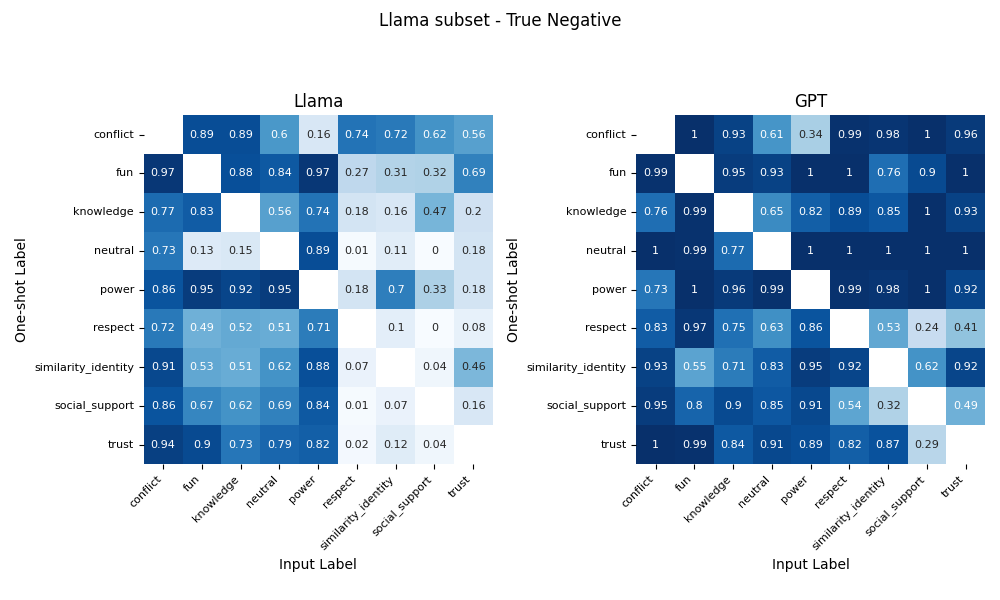 Llama subset - True Negative
Llama
One-shot Label
conflict 0.89 0.89 0.6 0.16 0.74 0.72 0.62 0.56
fun 0.97 0.88 0.84 0.97 0.27 0.31 0.32 0.69
knowledge 0.77 0.83 0.56 0.74 0.18 0.16 0.47 0.2
neutral 0.73 0.13 0.15 0.89 0.01 0.11 0 0.18
power 0.86 0.95 0.92 0.95 0.18 0.7 0.33 0.18
respect 0.72 0.49 0.52 0.51 0.71 0.1 0 0.08
similarity_identity 0.91 0.53 0.51 0.62 0.88 0.07 0.04 0.46
social_support 0.86 0.67 0.62 0.69 0.84 0.01 0.07 0.16
trust 0.94 0.9 0.73 0.79 0.82 0.02 0.12 0.04
conflict fun knowledge neutral power respect similarity_identity social_support trust
Input Label
GPT
One-shot Label
conflict 1 0.93 0.61 0.34 0.99 0.98 1 0.96
fun 0.99 0.95 0.93 1 1 0.76 0.9 1
knowledge 0.76 0.99 0.65 0.82 0.89 0.85 1 0.93
neutral 1 0.99 0.77 1 1 1 1 1
power 0.73 1 0.96 0.99 0.99 0.98 1 0.92
respect 0.83 0.97 0.75 0.63 0.86 0.53 0.24 0.41
similarity_identity 0.93 0.55 0.71 0.83 0.95 0.92 0.62 0.92
social_support 0.95 0.8 0.9 0.85 0.91 0.54 0.32 0.49
trust 1 0.99 0.84 0.91 0.89 0.82 0.87 0.29
conflict fun knowledge neutral power respect similarity_identity social_support trust
Input Label